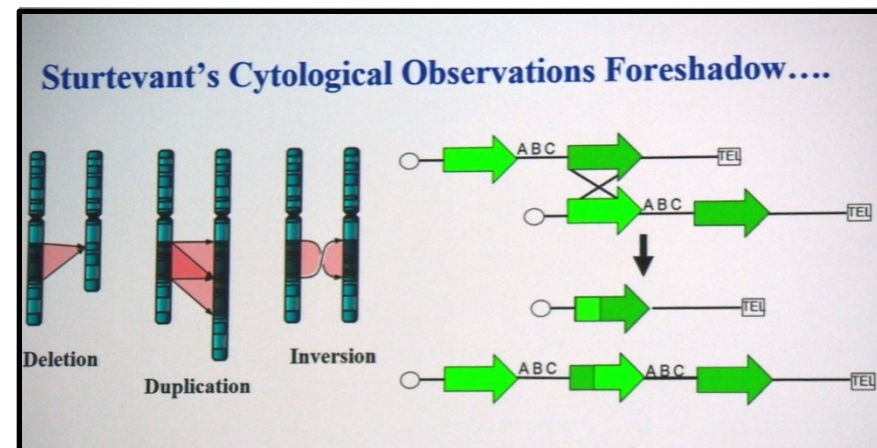 Sturtevant's Cytological Observations Foreshadow....
ABC
TEL
ABC
TEL
TEL
ABC
ABC
TEL
Deletion
Duplication
Inversion